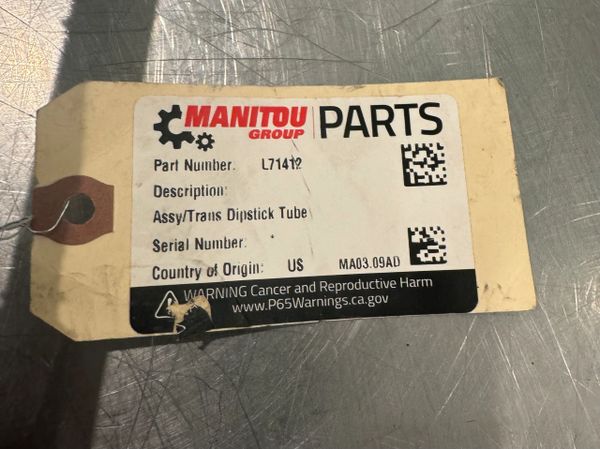 MANITOU
GROUP
PARTS
Part Number: L71412
Description:
Assy/Trans Dipstick Tube
Serial Number:
Country of Origin: US MA03.09AD
WARNING Cancer and Reproductive Harm
www.P65Warnings.ca.gov